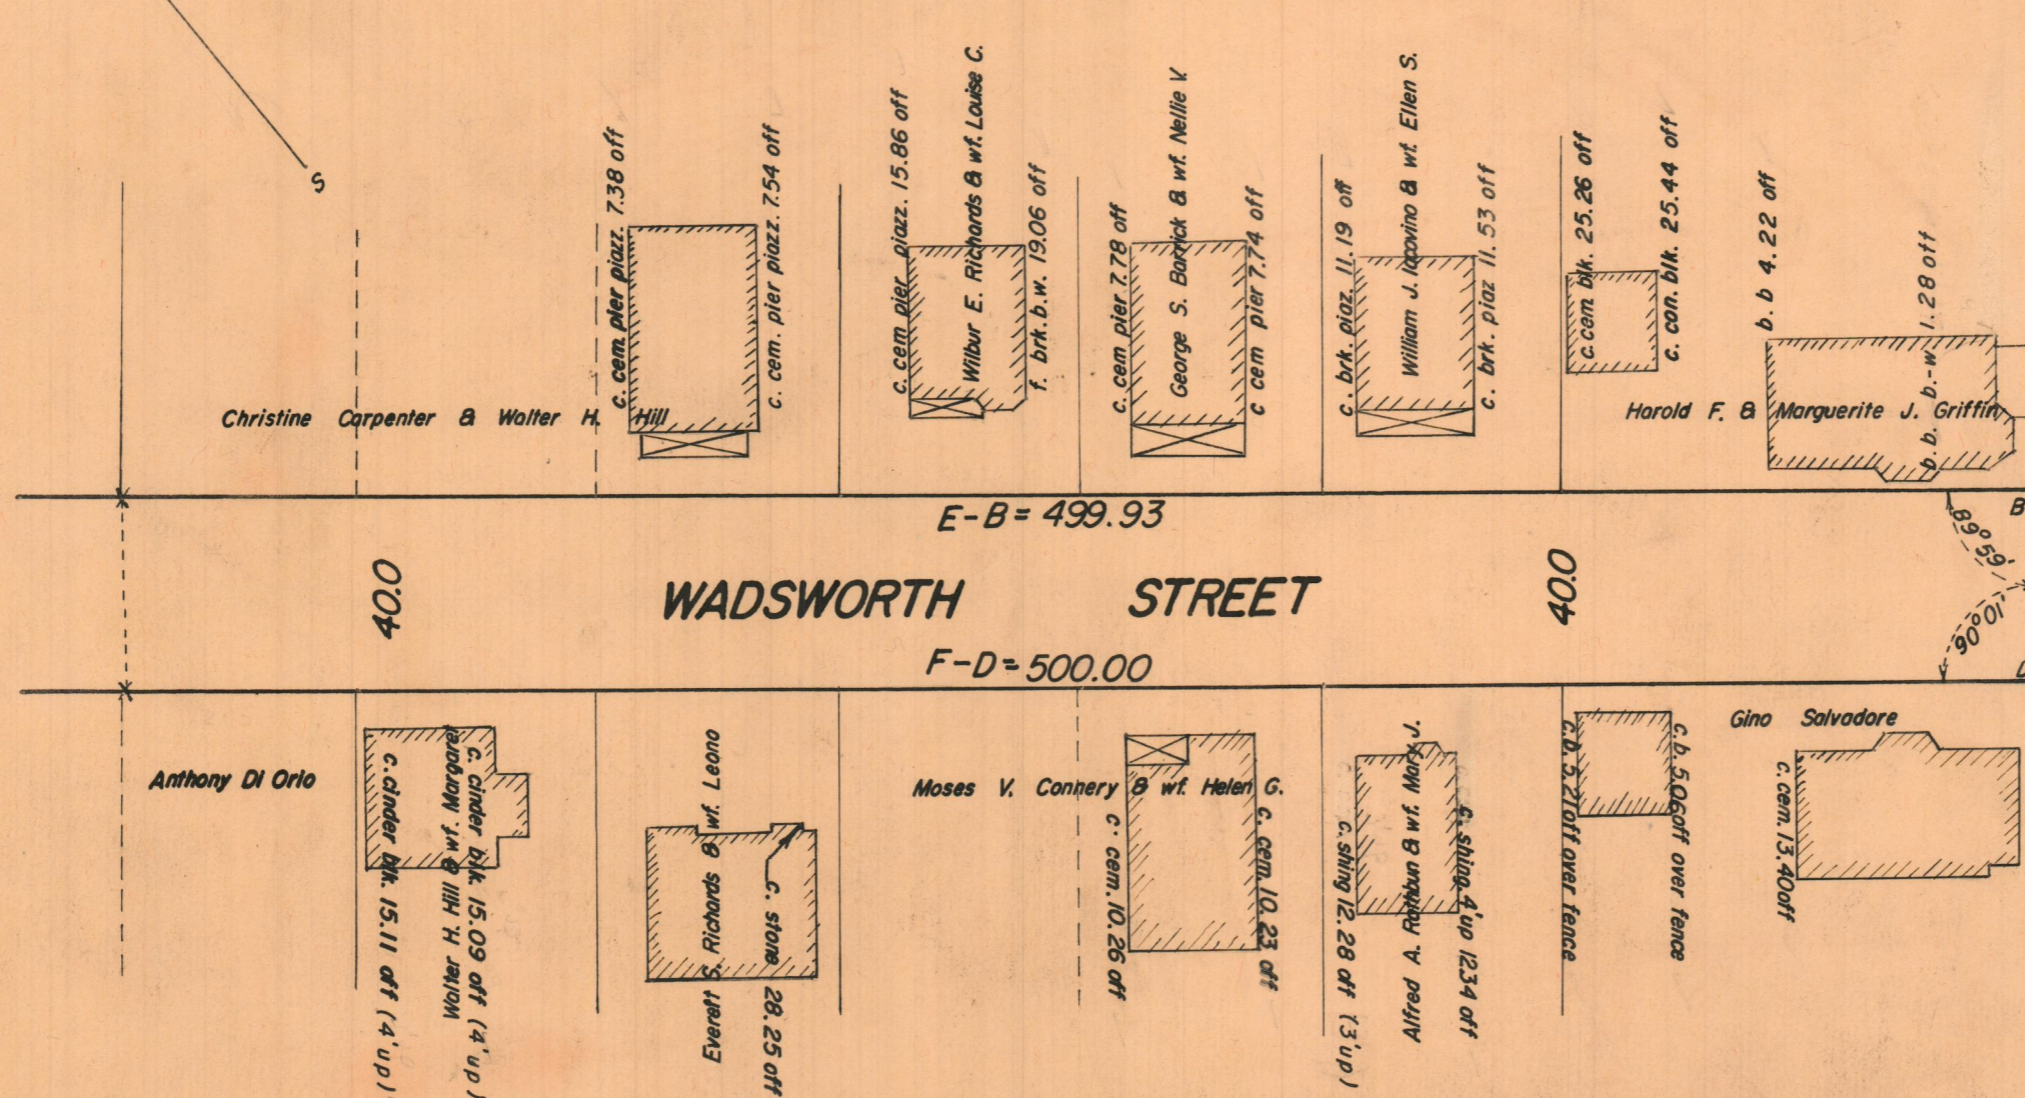 S
c. cem. pier piazz. 7.38 off
c. cem. pier piazz. 7.54 off
c. cem pier piazz. 15.86 off
Wilbur E. Richards & wf. Louise C.
f. brk. b.w. 19.06 off
c. cem pier 7.78 off
George S. Barrick & wf. Nellie V.
c cem pier 7.74 off
c. brk. piaz. 11.19 off
William J. Iacovino & wf. Ellen S.
c. brk. piaz 11.53 off
c. cem. blk. 25.26 off
c. con. blk. 25.44 off
b. b 4.22 off
b. b. b.-w 1.28 off
Christine Carpenter & Walter H. Hill
Harold F. & Marguerite J. Griffin
E-B = 499.93
B
89° 59'
40.0
WADSWORTH STREET
40.0
90° 01'
F-D = 500.00
D
Anthony Di Orio
c. cinder blk. 15.11 off (4' up)
Walter H. Hill & wf. Margaret
c. cinder blk. 15.09 off (4' up)
Everett S. Richards & wf. Leona
c. stone 28.25 off
Moses V. Connery & wf. Helen G.
c. cem. 10.26 off
c. cem. 10.23 off
c. shing 12.28 off (3' up)
Alfred A. Rathbun & wf. Mary J.
c. shing. 4' up 12.34 off
c. b. 5.21 off over fence
c. b. 5.06 off over fence
Gino Salvadore
c. cem. 13.40 off